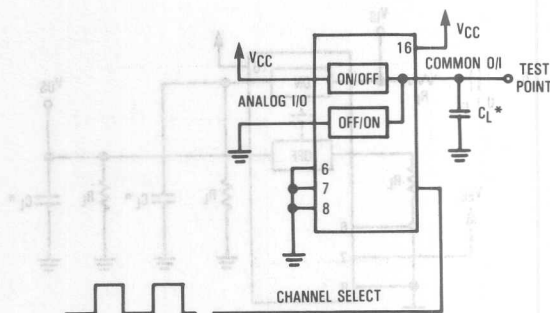 VCC
16
VCC
COMMON O/I
TEST
POINT
ON/OFF
ANALOG I/O
OFF/ON
CL*
6
7
8
CHANNEL SELECT